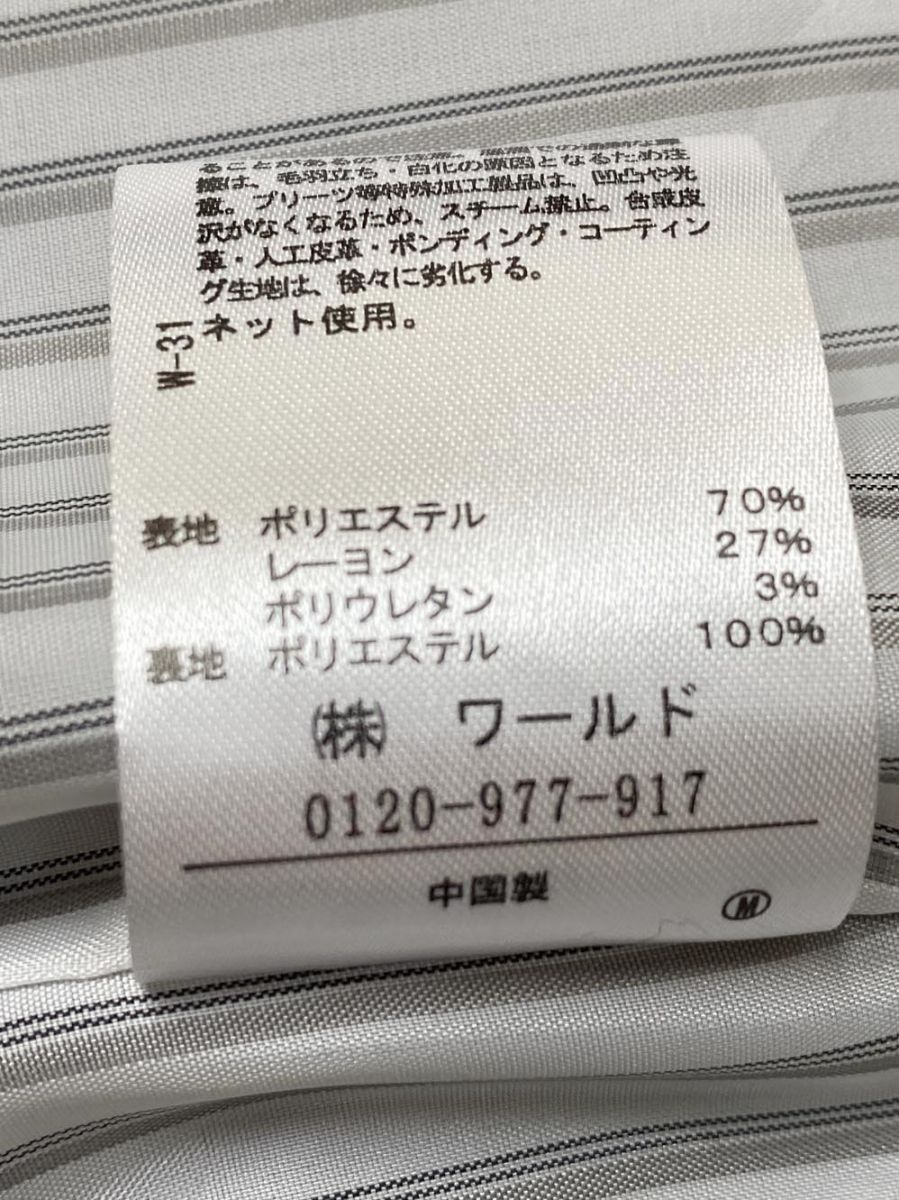 ることがあるので注意。濡れた
擦は、毛羽立ち・白化の原因となるため注
意。プリーツ等特殊加工製品は、凹凸や光
沢がなくなるため、スチーム禁止。合成皮
革・人工皮革・ボンディング・コーティン
グ生地は、徐々に劣化する。
W-31
ネット使用。
表地 ポリエステル 70%
レーヨン 27%
ポリウレタン 3%
裏地 ポリエステル 100%
㈱ ワールド
0120-977-917
中国製
M